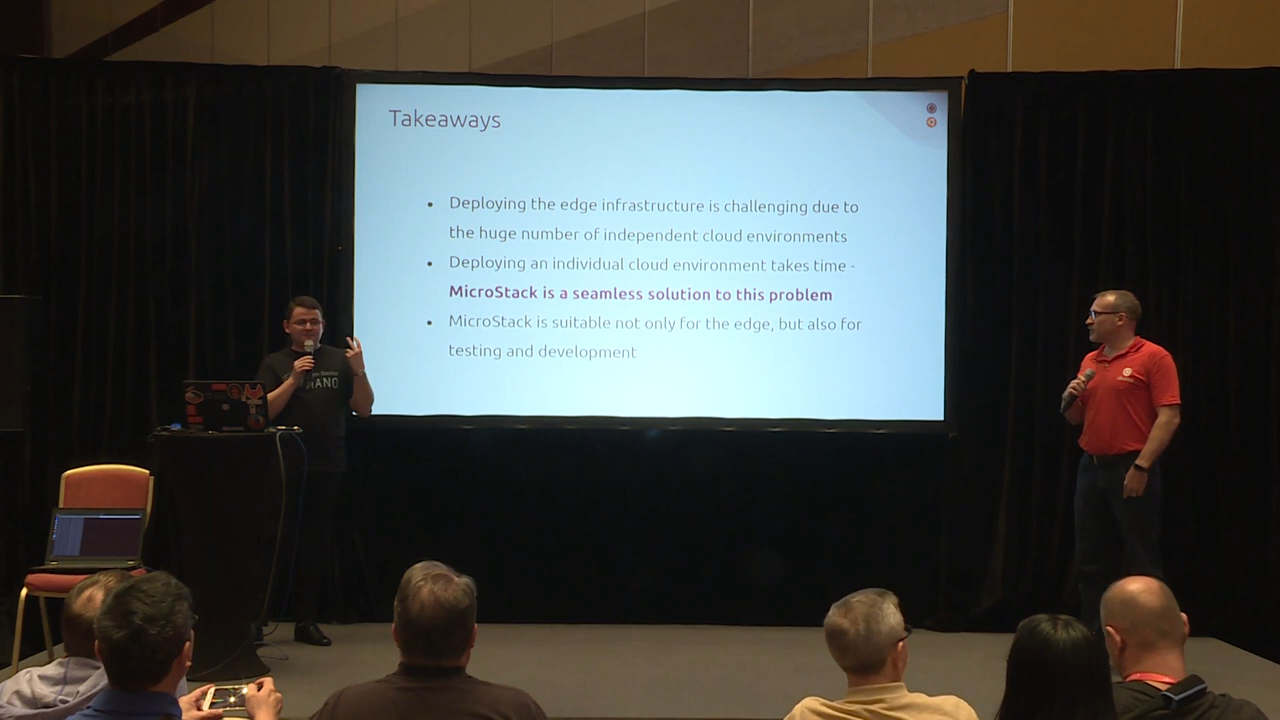 Takeaways
• Deploying the edge infrastructure is challenging due to
the huge number of independent cloud environments
• Deploying an individual cloud environment takes time -
MicroStack is a seamless solution to this problem
• MicroStack is suitable not only for the edge, but also for
testing and development
MANO